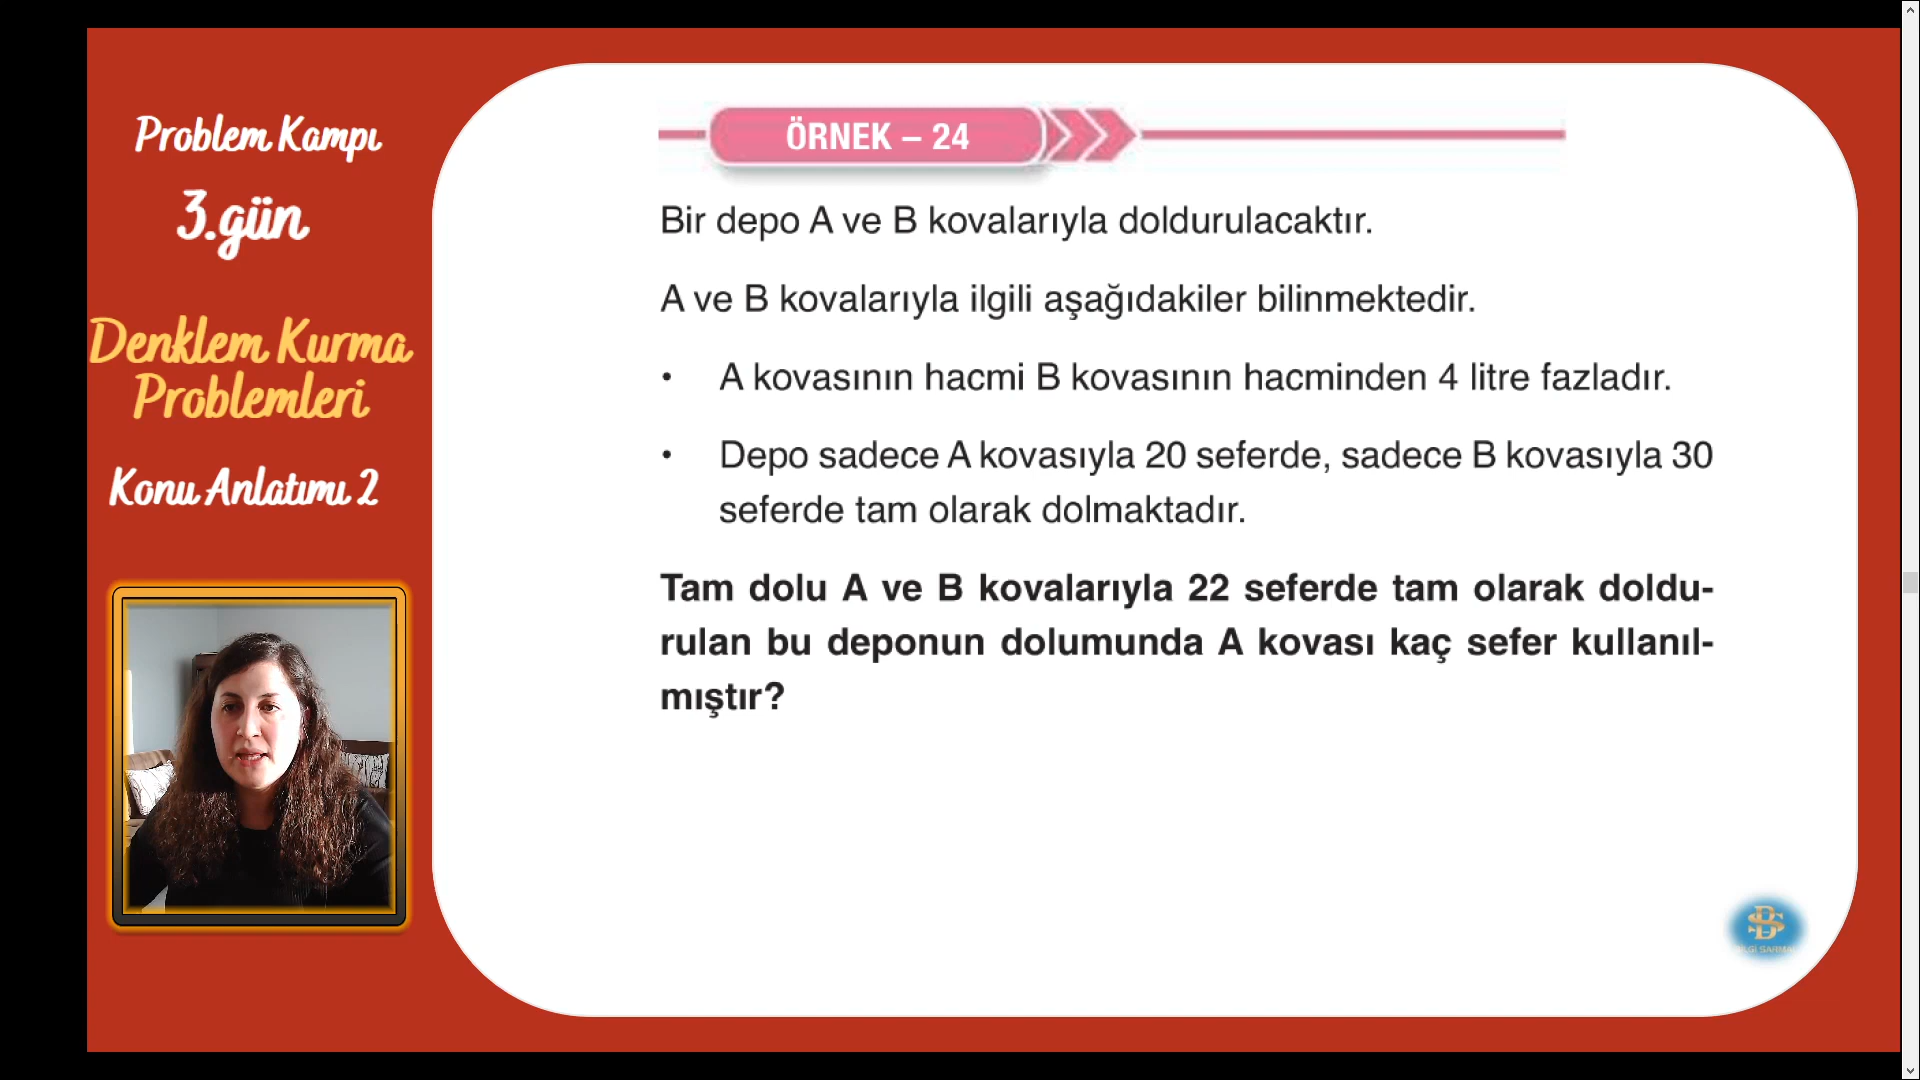 Problem Kampı
3.gün
Denklem Kurma
Problemleri
Konu Anlatımı 2
ÖRNEK – 24
Bir depo A ve B kovalarıyla doldurulacaktır.
A ve B kovalarıyla ilgili aşağıdakiler bilinmektedir.
• A kovasının hacmi B kovasının hacminden 4 litre fazladır.
• Depo sadece A kovasıyla 20 seferde, sadece B kovasıyla 30
seferde tam olarak dolmaktadır.
Tam dolu A ve B kovalarıyla 22 seferde tam olarak doldu-
rulan bu deponun dolumunda A kovası kaç sefer kullanıl-
mıştır?